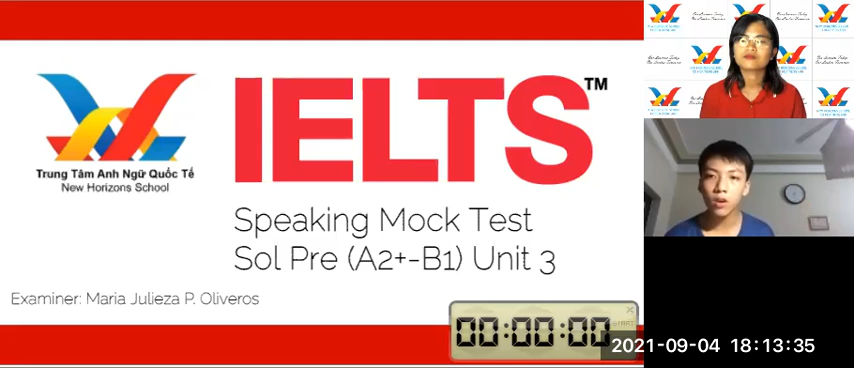 IELTS™
Trung Tâm Anh Ngữ Quốc Tế
New Horizons School
Speaking Mock Test
Sol Pre (A2+-B1) Unit 3
Examiner: Maria Julieza P. Oliveros
00:00:00
2021-09-04 18:13:35